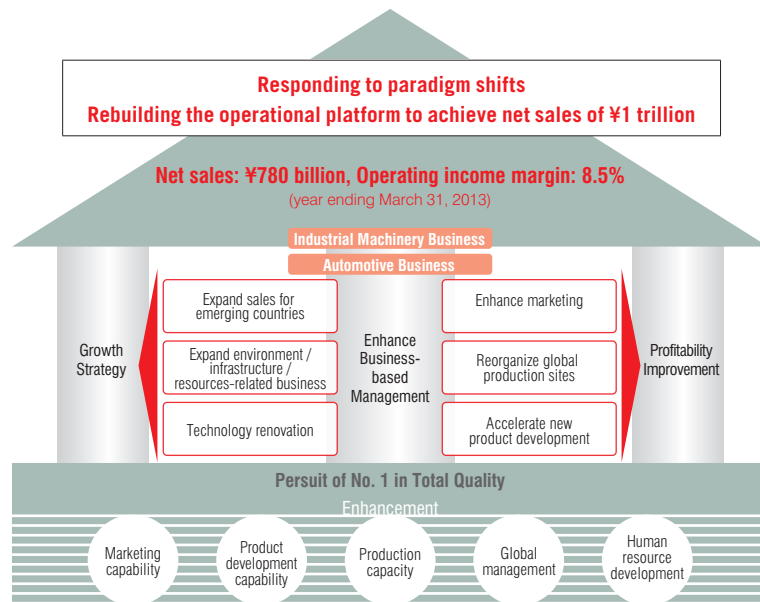 Responding to paradigm shifts
Rebuilding the operational platform to achieve net sales of ¥1 trillion
Net sales: ¥780 billion, Operating income margin: 8.5%
(year ending March 31, 2013)
Industrial Machinery Business
Automotive Business
Growth
Strategy
Expand sales for
emerging countries
Expand environment /
infrastructure /
resources-related business
Technology renovation
Enhance
Business-
based
Management
Enhance marketing
Reorganize global
production sites
Accelerate new
product development
Profitability
Improvement
Persuit of No. 1 in Total Quality
Enhancement
Marketing
capability
Product
development
capability
Production
capacity
Global
management
Human
resource
development